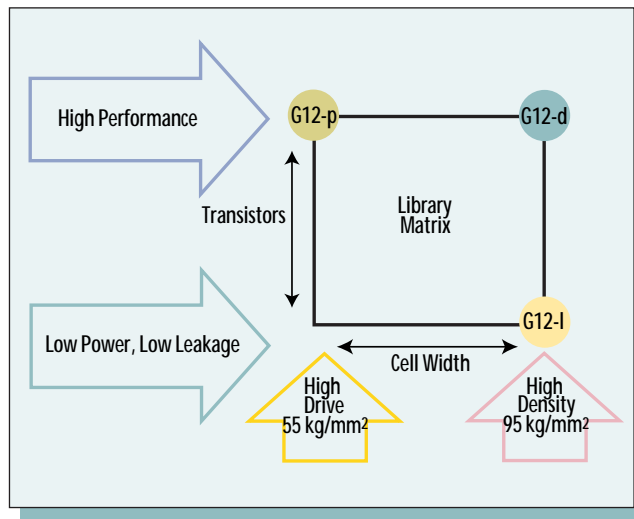 G12-p
G12-d
High Performance
Transistors
Library
Matrix
Low Power, Low Leakage
G12-l
Cell Width
High
Drive
55 kg/mm²
High
Density
95 kg/mm²